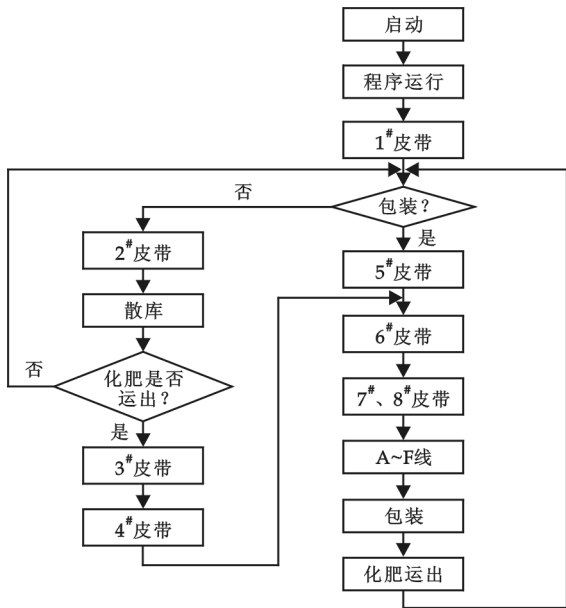 启动
程序运行
1#皮带
否
包装？
是
2#皮带
5#皮带
散库
6#皮带
否
化肥是否
运出？
7#、8#皮带
是
3#皮带
A~F线
4#皮带
包装
化肥运出